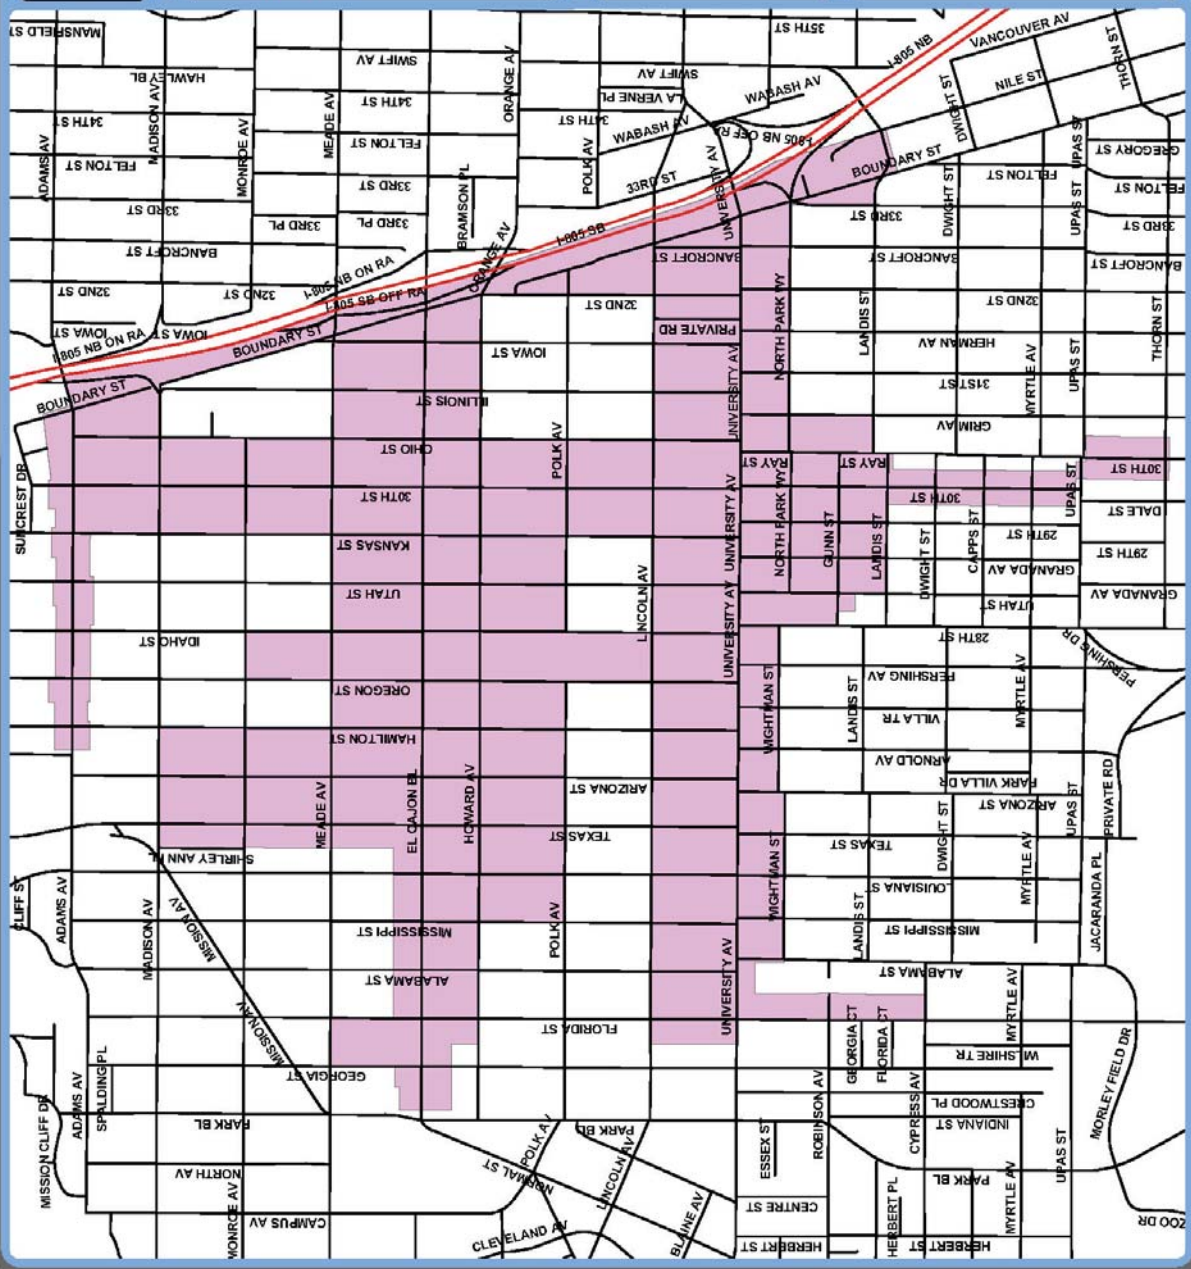 MANSFIELD ST
35TH ST
VANCOUVER AV
I-805 NB
THORN ST
SWIFT AV
SWIFT AV
HAWLEY BL
ORANGE AV
LA VERNE PL
WABASH AV
NILE ST
MADISON AV
34TH ST
34TH ST
34TH ST
MEADE AV
MONROE AV
DWIGHT ST
UPAS ST
WABASH AV
I-805 NB OFF RA
FELTON ST
FELTON ST
ADAMS AV
POLK AV
UNIVERSITY AV
BOUNDARY ST
GREGORY ST
FELTON ST
FELTON ST
33RD ST
33RD ST
33RD ST
BRAMSON PL
DWIGHT ST
UPAS ST
33RD PL
33RD PL
33RD ST
33RD ST
I-805 SB
ORANGE AV
BANCROFT ST
BANCROFT ST
BANCROFT ST
BANCROFT ST
I-805 NB ON RA
32ND ST
32ND ST
I-805 SB OFF RA
32ND ST
32ND ST
NORTH PARK WY
LANDIS ST
THORN ST
IOWA ST
IOWA ST
I-805 NB ON RA
BOUNDARY ST
PRIVATE RD
HERMAN AV
IOWA ST
MYRTLE AV
UPAS ST
31ST ST
BOUNDARY ST
ILLINOIS ST
UNIVERSITY AV
GRIM AV
OHIO ST
POLK AV
RAY ST
RAY ST
30TH ST
SUNCREST DR
30TH ST
30TH ST
UPAS ST
DALE ST
UNIVERSITY AV
NORTH PARK WY
GUNN ST
LANDIS ST
DWIGHT ST
CAPPS ST
29TH ST
KANSAS ST
29TH ST
GRANADA AV
UTAH ST
LINCOLN AV
UNIVERSITY AV
GRANADA AV
UTAH ST
IDAHO ST
28TH ST
PERSHING DR
OREGON ST
PERSHING AV
WIGHTMAN ST
LANDIS ST
MYRTLE AV
VILLA TR
HAMILTON ST
ARNOLD AV
PARK VILLA DR
ARIZONA ST
ARIZONA ST
MEADE AV
EL CAJON BL
HOWARD AV
UPAS ST
PRIVATE RD
TEXAS ST
TEXAS ST
DWIGHT ST
SHIRLEY ANN PL
WIGHTMAN ST
MYRTLE AV
LOUISIANA ST
CLIFF ST
ADAMS AV
MADISON AV
MISSION AV
POLK AV
MISSISSIPPI ST
LANDIS ST
MISSISSIPPI ST
JACARANDA PL
ALABAMA ST
ALABAMA ST
UNIVERSITY AV
MYRTLE AV
MISSION AV
FLORIDA ST
GEORGIA CT
FLORIDA CT
WILSHIRE TR
GEORGIA ST
SPALDING PL
ADAMS AV
MISSION CLIFF DR
ROBINSON AV
CYPRESS AV
CRESTWOOD PL
MORLEY FIELD DR
PARK BL
PARK BL
INDIANA ST
POLK AV
ESSEX ST
UPAS ST
NORTH AV
NORMAL ST
LINCOLN AV
PARK BL
MYRTLE AV
MONROE AV
CAMPUS AV
BLAINE AV
CENTRE ST
HERBERT PL
ZOO DR
CLEVELAND AV
HERBERT ST
HERBERT ST